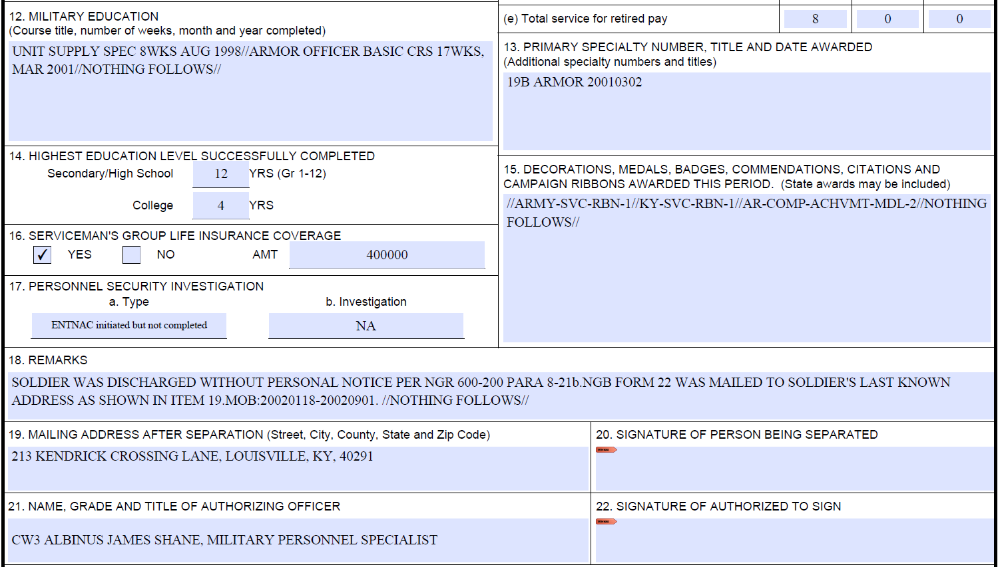 12. MILITARY EDUCATION
(Course title, number of weeks, month and year completed)
UNIT SUPPLY SPEC 8WKS AUG 1998//ARMOR OFFICER BASIC CRS 17WKS,
MAR 2001//NOTHING FOLLOWS//
(e) Total service for retired pay 8 0 0
13. PRIMARY SPECIALTY NUMBER, TITLE AND DATE AWARDED
(Additional specialty numbers and titles)
19B ARMOR 20010302
14. HIGHEST EDUCATION LEVEL SUCCESSFULLY COMPLETED
Secondary/High School 12 YRS (Gr 1-12)
College 4 YRS
15. DECORATIONS, MEDALS, BADGES, COMMENDATIONS, CITATIONS AND
CAMPAIGN RIBBONS AWARDED THIS PERIOD. (State awards may be included)
//ARMY-SVC-RBN-1//KY-SVC-RBN-1//AR-COMP-ACHVMT-MDL-2//NOTHING
FOLLOWS//
16. SERVICEMAN'S GROUP LIFE INSURANCE COVERAGE
✓ YES NO AMT 400000
17. PERSONNEL SECURITY INVESTIGATION
a. Type b. Investigation
ENTNAC initiated but not completed NA
18. REMARKS
SOLDIER WAS DISCHARGED WITHOUT PERSONAL NOTICE PER NGR 600-200 PARA 8-21b.NGB FORM 22 WAS MAILED TO SOLDIER'S LAST KNOWN
ADDRESS AS SHOWN IN ITEM 19.MOB:20020118-20020901. //NOTHING FOLLOWS//
19. MAILING ADDRESS AFTER SEPARATION (Street, City, County, State and Zip Code)
213 KENDRICK CROSSING LANE, LOUISVILLE, KY, 40291
20. SIGNATURE OF PERSON BEING SEPARATED
21. NAME, GRADE AND TITLE OF AUTHORIZING OFFICER
CW3 ALBINUS JAMES SHANE, MILITARY PERSONNEL SPECIALIST
22. SIGNATURE OF AUTHORIZED TO SIGN